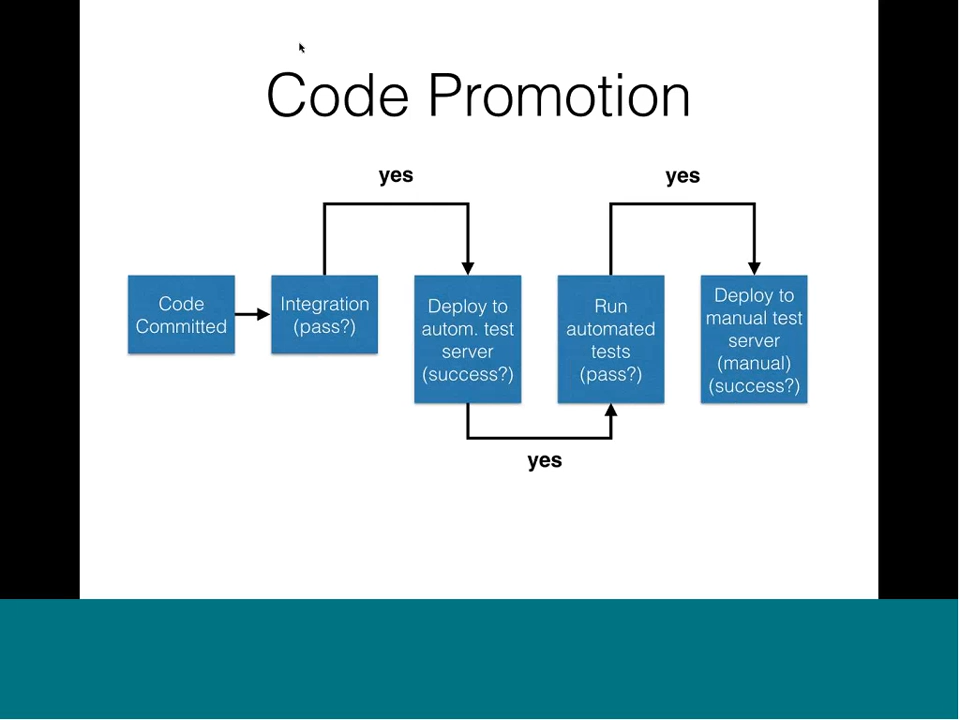 Code Promotion
yes
yes
Code
Committed
Integration
(pass?)
Deploy to
autom. test
server
(success?)
Run
automated
tests
(pass?)
Deploy to
manual test
server
(manual)
(success?)
yes